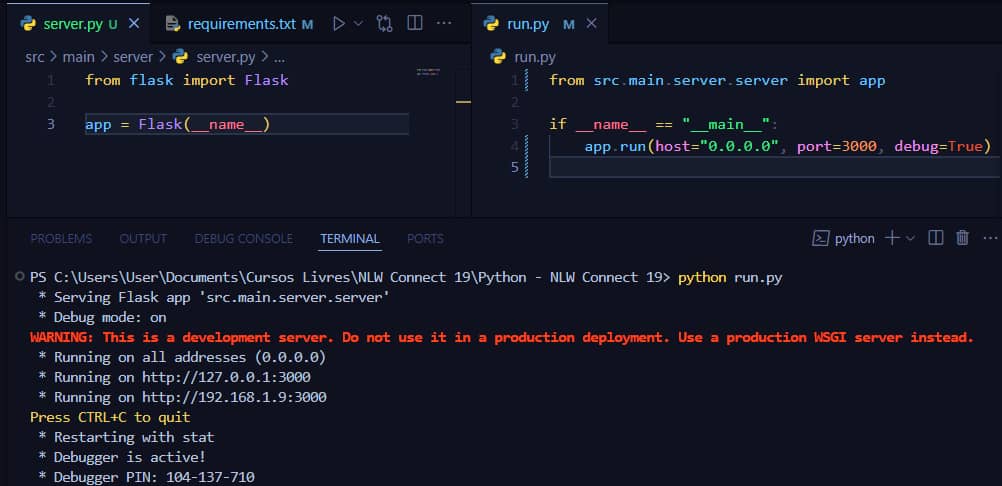 server.py U
requirements.txt M
run.py M
src > main > server > server.py > ...
run.py
1 from flask import Flask
2
3 app = Flask(__name__)
1 from src.main.server.server import app
2
3 if __name__ == "__main__":
4 app.run(host="0.0.0.0", port=3000, debug=True)
5
PROBLEMS OUTPUT DEBUG CONSOLE TERMINAL PORTS
python
PS C:\Users\User\Documents\Cursos Livres\NLW Connect 19\Python - NLW Connect 19> python run.py
* Serving Flask app 'src.main.server.server'
* Debug mode: on
WARNING: This is a development server. Do not use it in a production deployment. Use a production WSGI server instead.
* Running on all addresses (0.0.0.0)
* Running on http://127.0.0.1:3000
* Running on http://192.168.1.9:3000
Press CTRL+C to quit
* Restarting with stat
* Debugger is active!
* Debugger PIN: 104-137-710